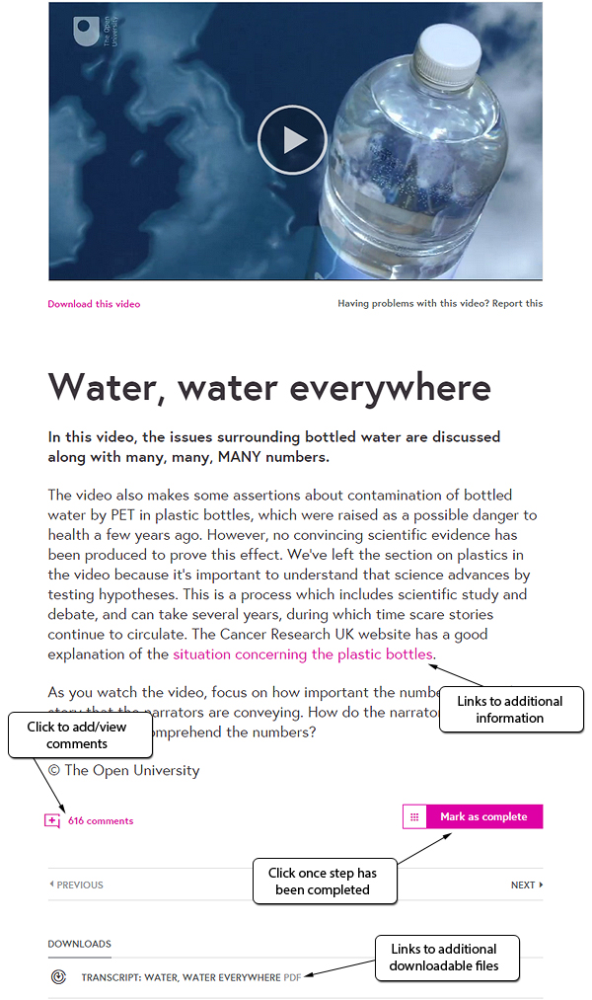 The Open
University
Download this video
Having problems with this video? Report this
Water, water everywhere
In this video, the issues surrounding bottled water are discussed
along with many, many, MANY numbers.
The video also makes some assertions about contamination of bottled
water by PET in plastic bottles, which were raised as a possible danger to
health a few years ago. However, no convincing scientific evidence has
been produced to prove this effect. We've left the section on plastics in
the video because it's important to understand that science advances by
testing hypotheses. This is a process which includes scientific study and
debate, and can take several years, during which time scare stories
continue to circulate. The Cancer Research UK website has a good
explanation of the situation concerning the plastic bottles.
As you watch the video, focus on how important the
narrators are conveying. How do the
comprehend the numbers?
Links to additional
information
Click to add/view
comments
© The Open University
616 comments
Mark as complete
Click once step has
been completed
PREVIOUS
NEXT
DOWNLOADS
Links to additional
downloadable files
TRANSCRIPT: WATER, WATER EVERYWHERE PDF